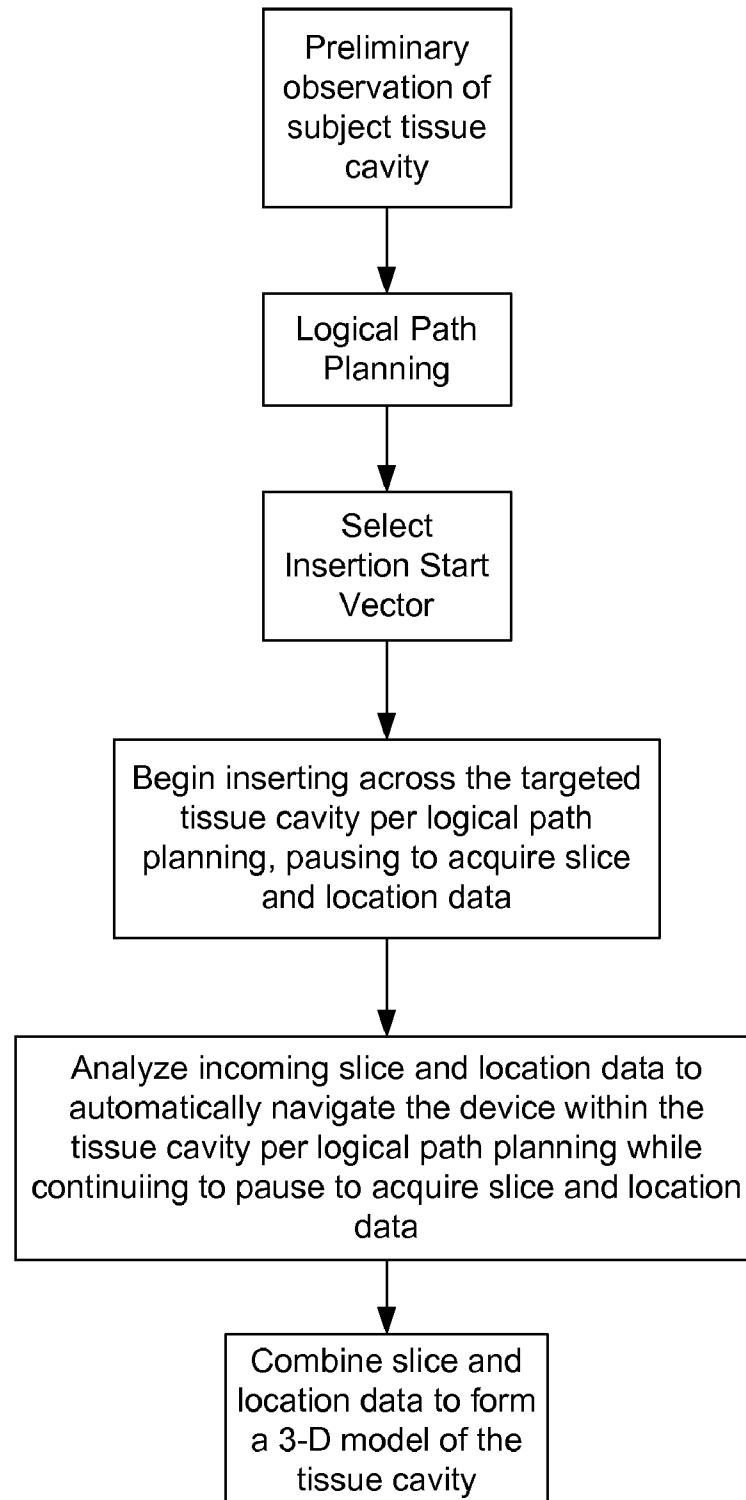 Preliminary
observation of
subject tissue
cavity
Logical Path
Planning
Select
Insertion Start
Vector
Begin inserting across the targeted
tissue cavity per logical path
planning, pausing to acquire slice
and location data
Analyze incoming slice and location data to
automatically navigate the device within the
tissue cavity per logical path planning while
continuiing to pause to acquire slice and location
data
Combine slice and
location data to form
a 3-D model of the
tissue cavity